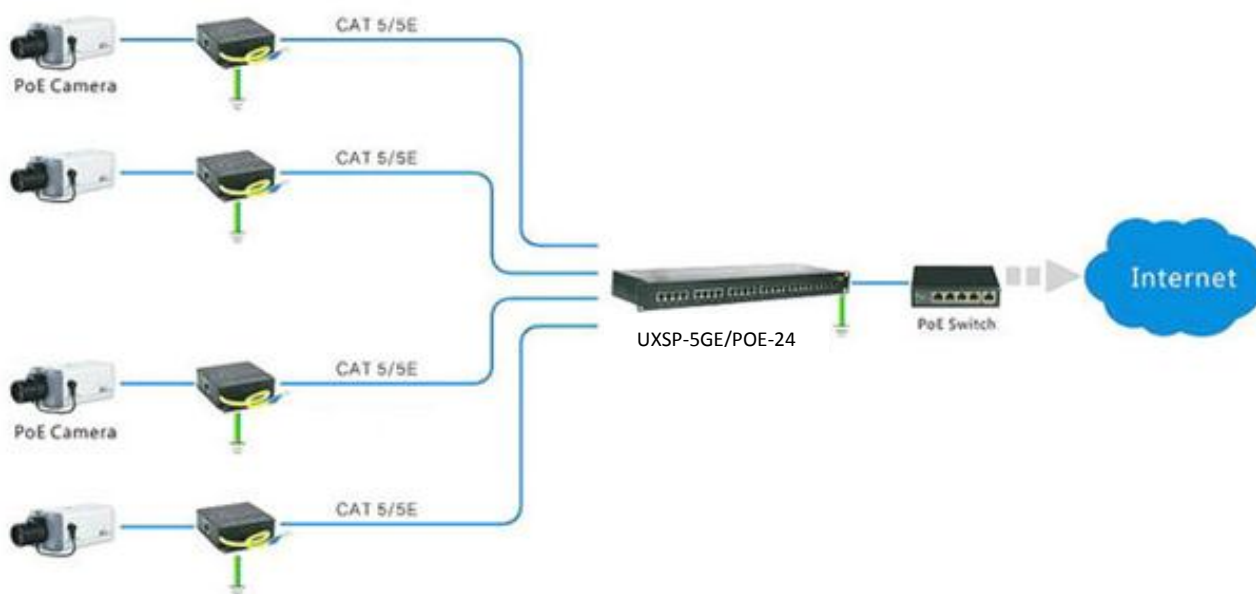 CAT 5/5E
PoE Camera
CAT 5/5E
Internet
PoE Switch
UXSP-5GE/POE-24
CAT 5/5E
PoE Camera
CAT 5/5E